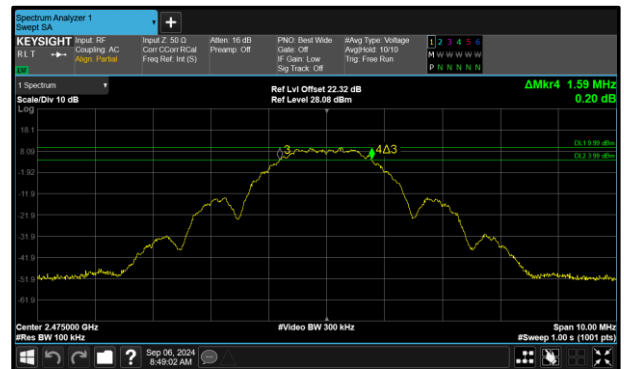 Spectrum Analyzer 1
Swept SA
+
KEYSIGHT
RLT
LW
Input: RF
Coupling: AC
Align: Partial
Input Z: 50 Ω
Corr CCorr RCal
Freq Ref: Int (S)
Atten: 16 dB
Preamp: Off
PNO: Best Wide
Gate: Off
IF Gain: Low
Sig Track: Off
#Avg Type: Voltage
Avg|Hold: 10/10
Trig: Free Run
1 2 3 4 5 6
M W W W W W
P N N N N N
1 Spectrum
Scale/Div 10 dB
Ref Lvl Offset 22.32 dB
Ref Level 28.08 dBm
ΔMkr4 1.59 MHz
0.20 dB
Log
18.1
8.09
-1.92
-11.9
-21.9
-31.9
-41.9
-51.9
-61.9
3
4Δ3
DL1 9.99 dBm
DL2 3.99 dBm
Center 2.475000 GHz
#Res BW 100 kHz
#Video BW 300 kHz
Span 10.00 MHz
#Sweep 1.00 s (1001 pts)
?
Sep 06, 2024
8:49:02 AM